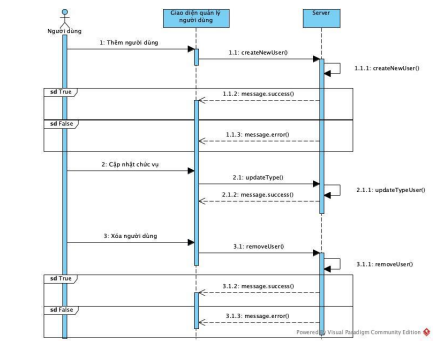 Giao diện quản lý
người dùng
Server
Người dùng
1: Thêm người dùng
1.1: createNewUser()
1.1.1: createNewUser()
sd True
1.1.2: message.success()
sd False
1.1.3: message.error()
2: Cập nhật chức vụ
2.1: updateType()
2.1.1: updateTypeUser()
2.1.2: message.success()
3: Xóa người dùng
3.1: removeUser()
3.1.1: removeUser()
sd True
3.1.2: message.success()
sd False
3.1.3: message.error()
Powered by Visual Paradigm Community Edition